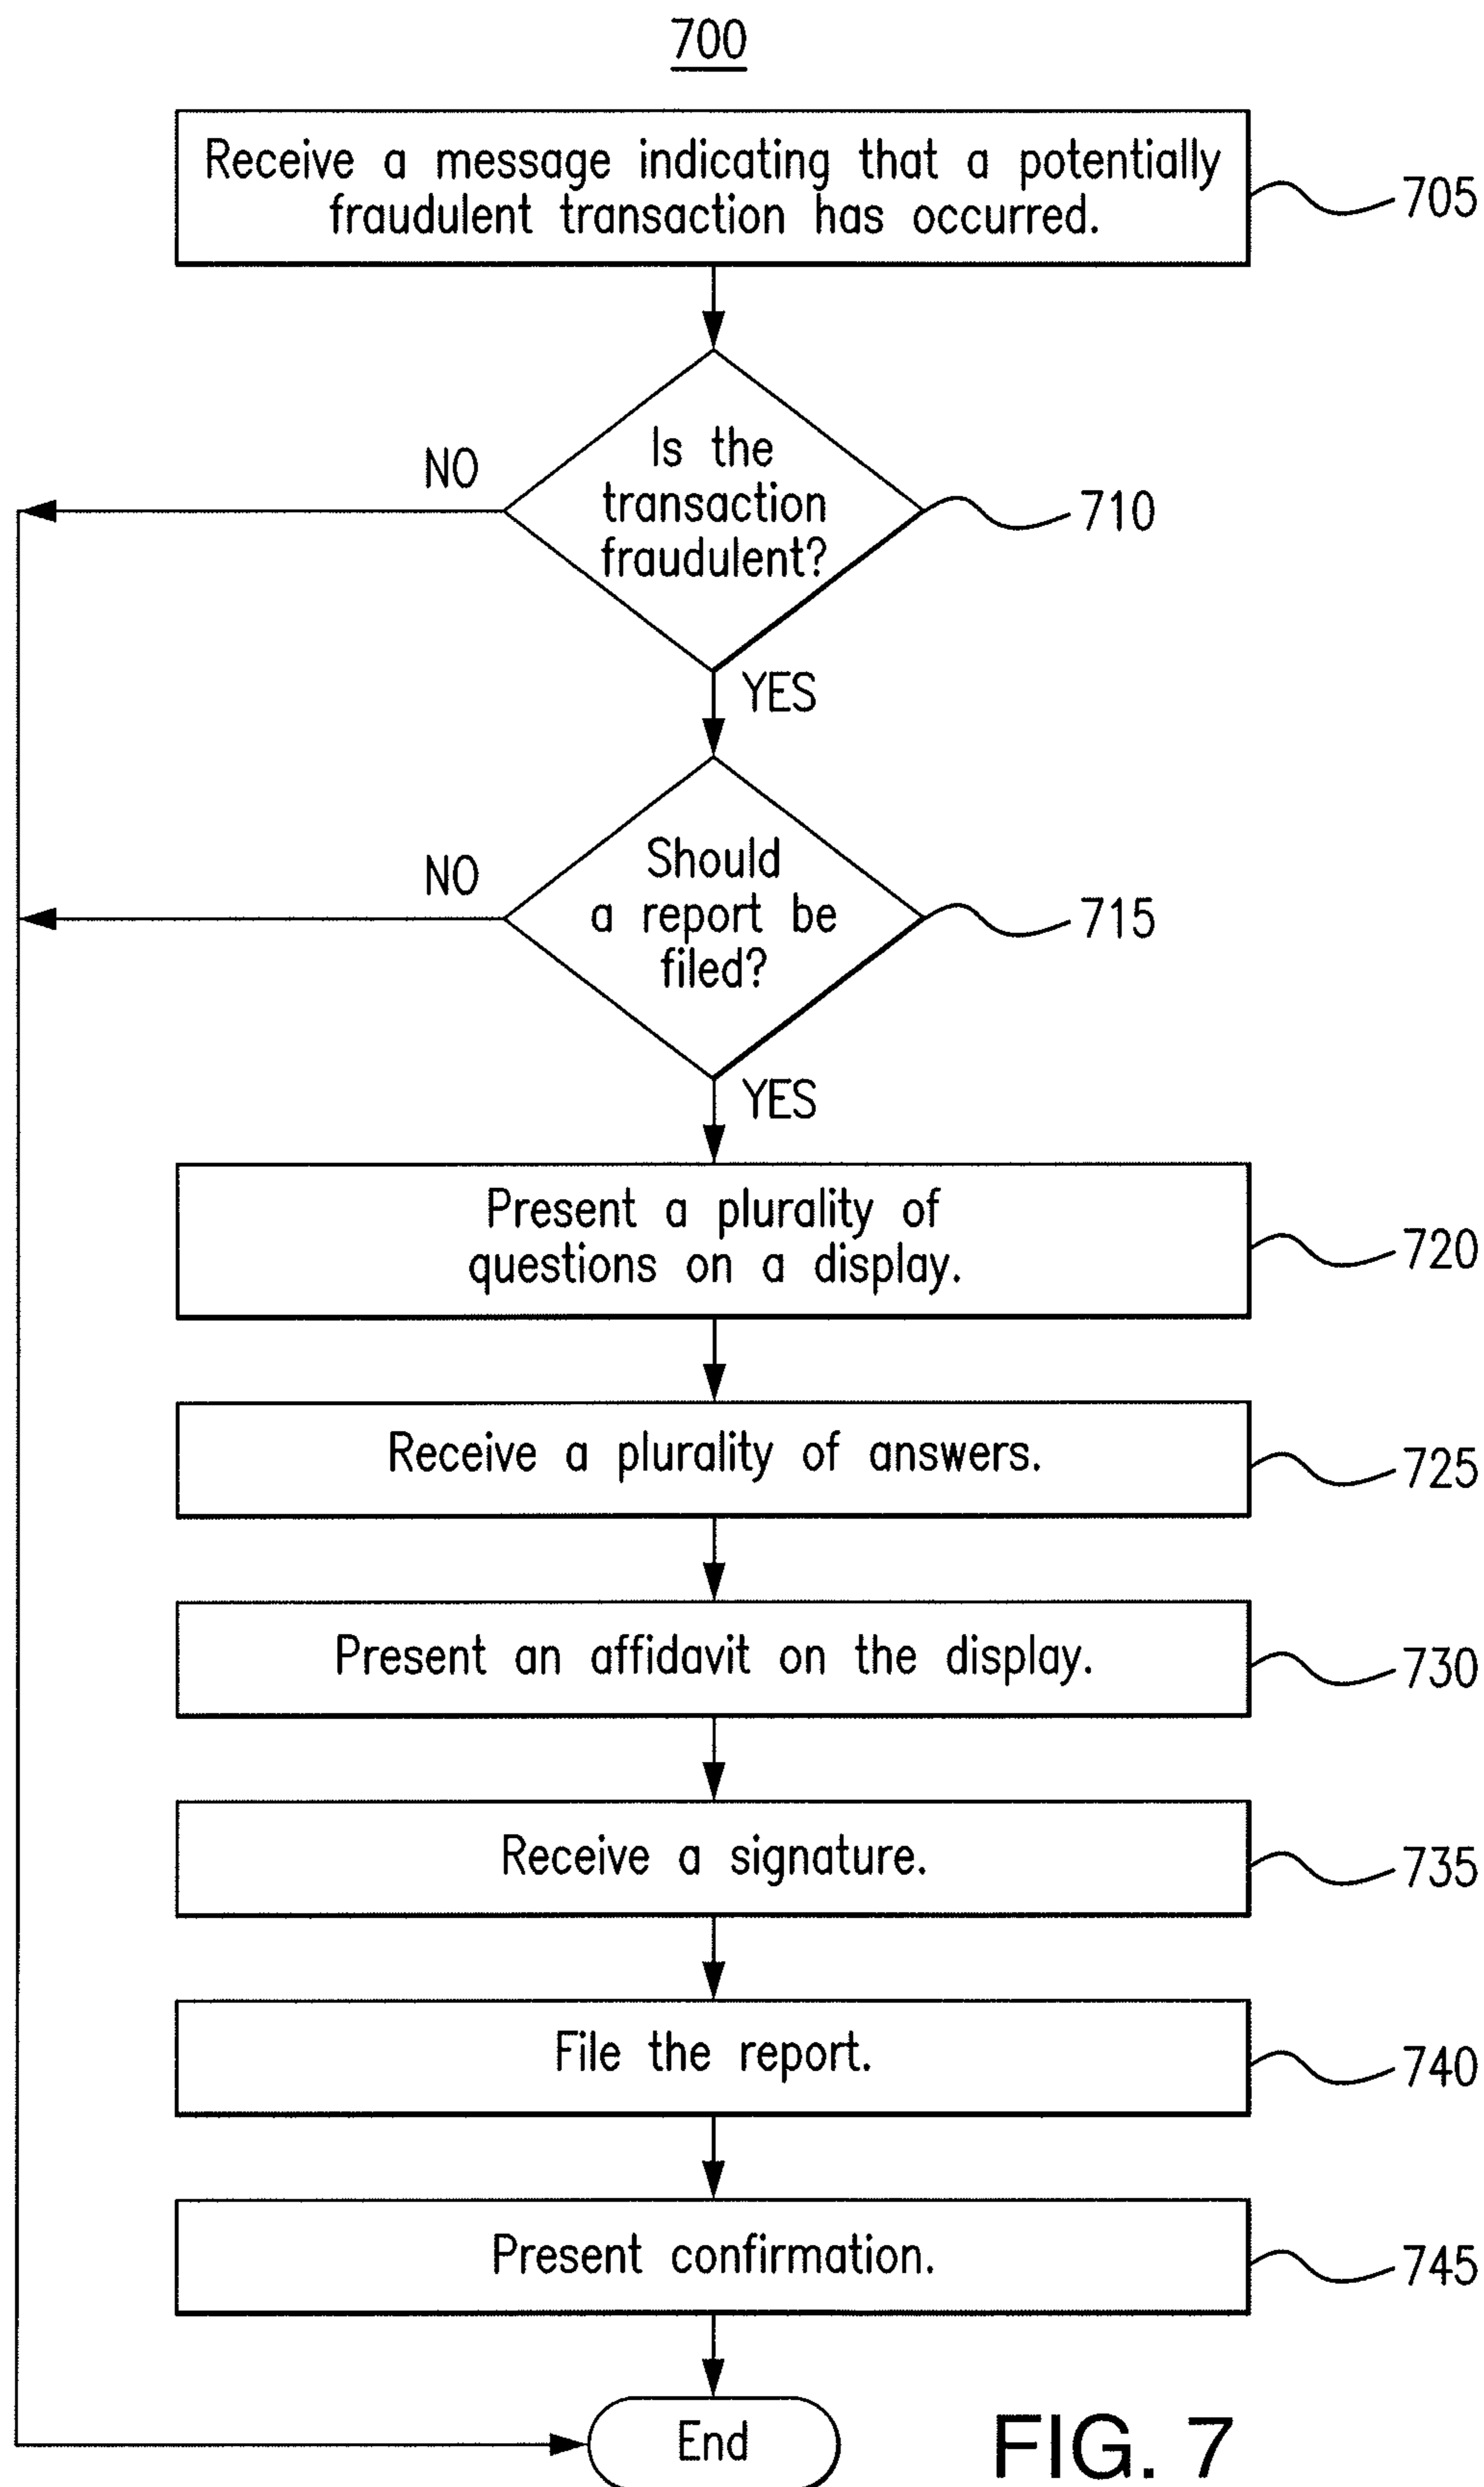 700
Receive a message indicating that a potentially
fraudulent transaction has occurred.
705
Is the
transaction
fraudulent?
NO
710
YES
Should
a report be
filed?
NO
715
YES
Present a plurality of
questions on a display.
720
Receive a plurality of answers.
725
Present an affidavit on the display.
730
Receive a signature.
735
File the report.
740
Present confirmation.
745
End
FIG. 7